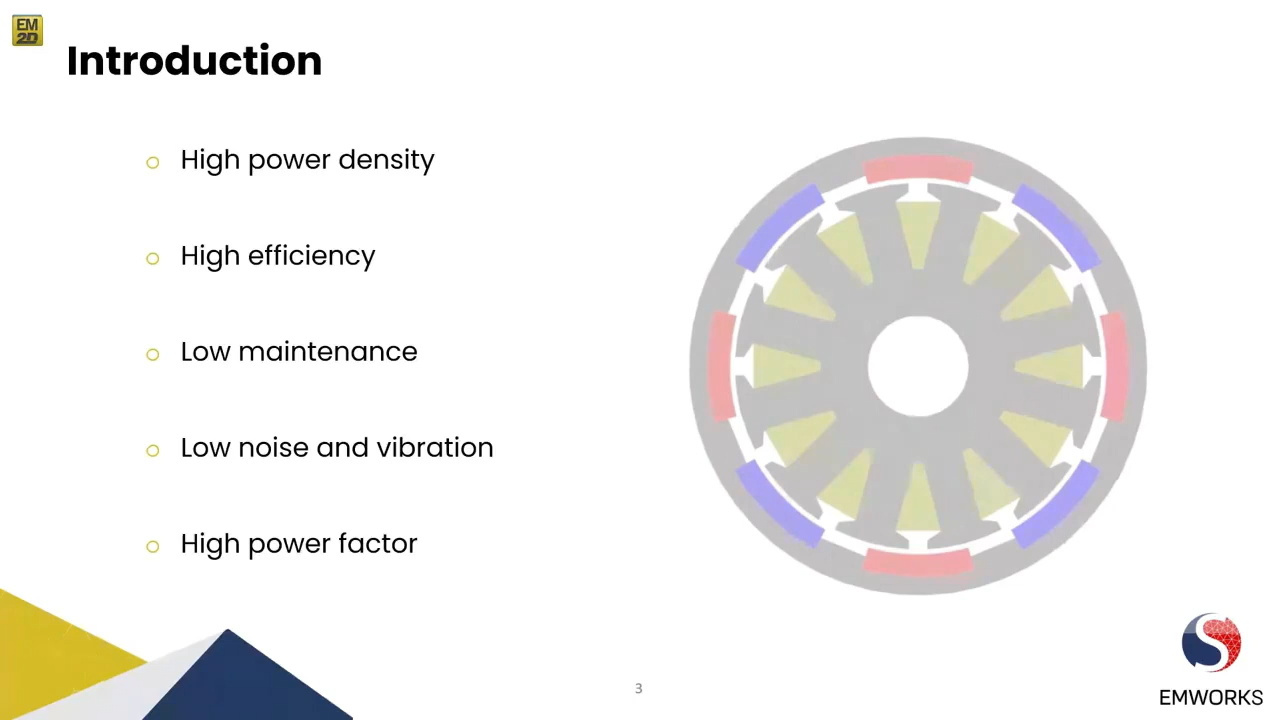 EM
2D
Introduction
High power density
High efficiency
Low maintenance
Low noise and vibration
High power factor
3
EMWORKS